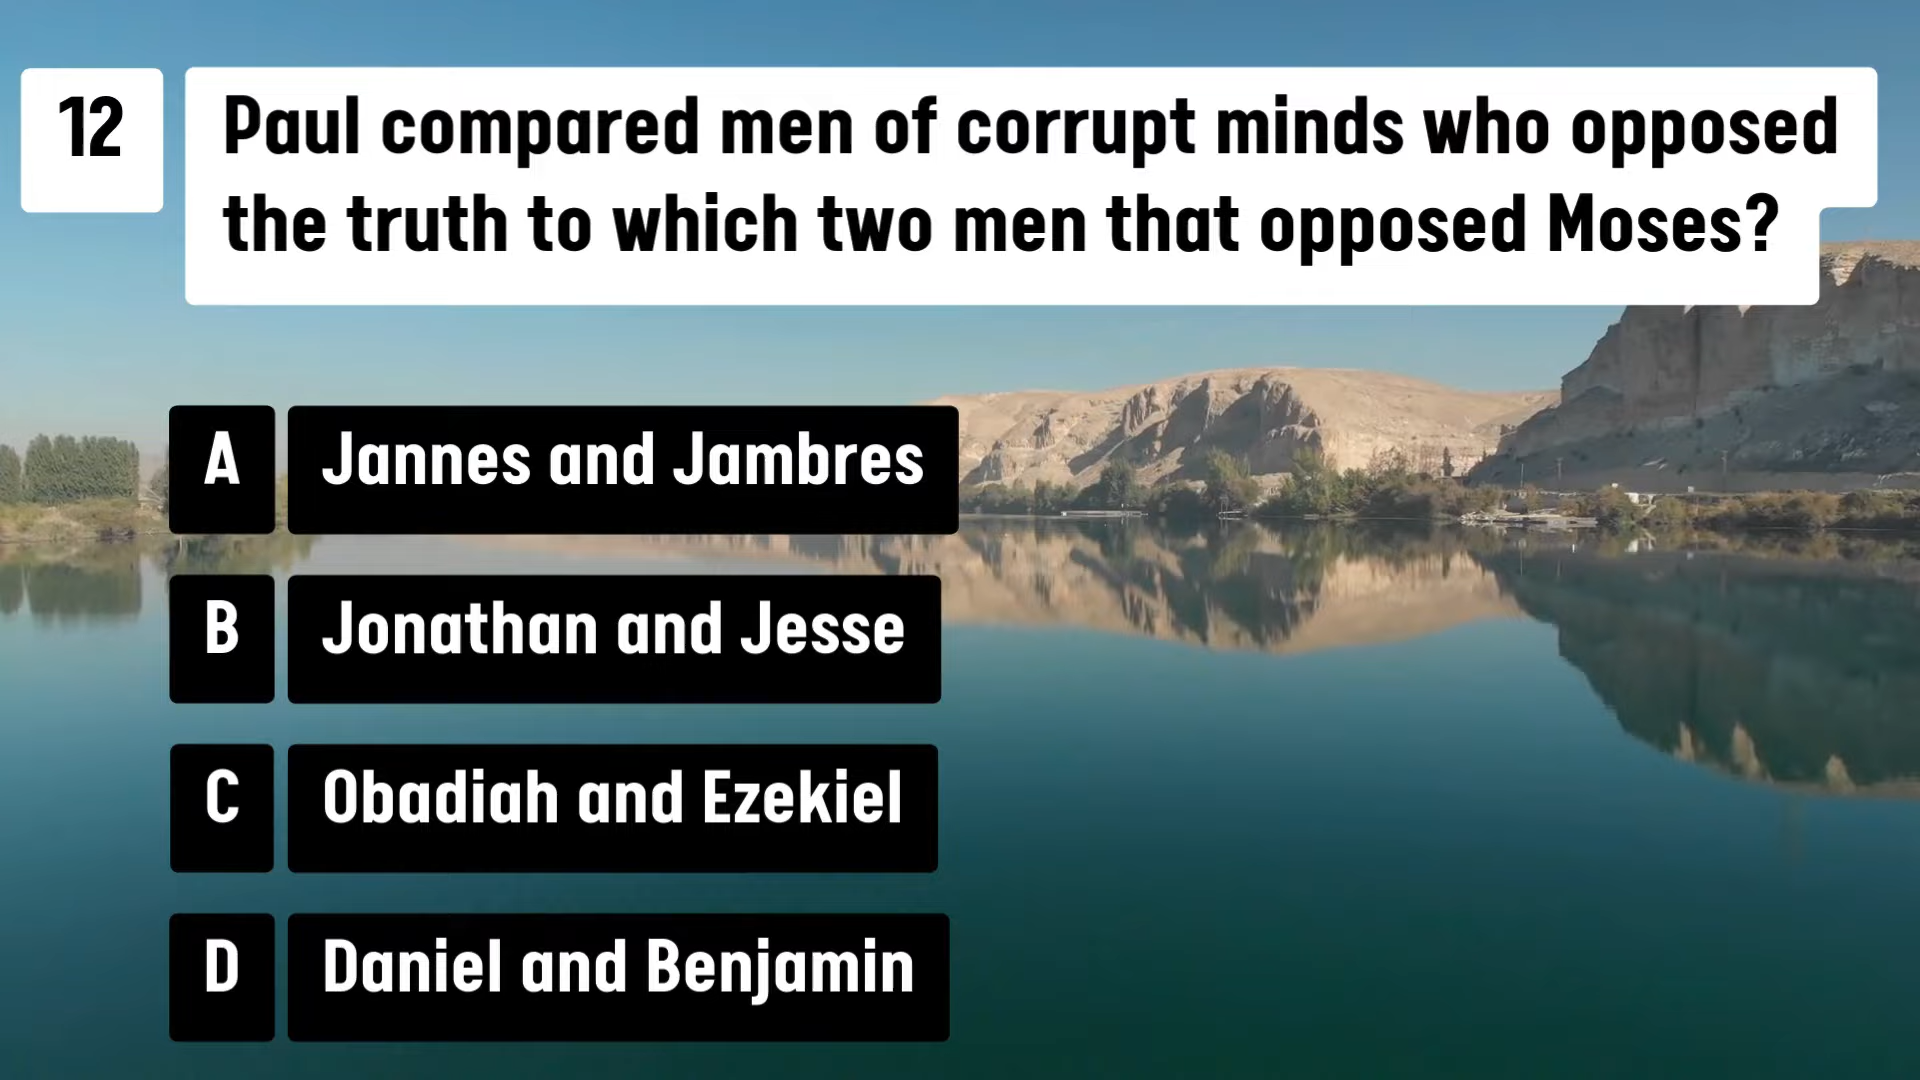 12
Paul compared men of corrupt minds who opposed
the truth to which two men that opposed Moses?
A Jannes and Jambres
B Jonathan and Jesse
C Obadiah and Ezekiel
D Daniel and Benjamin